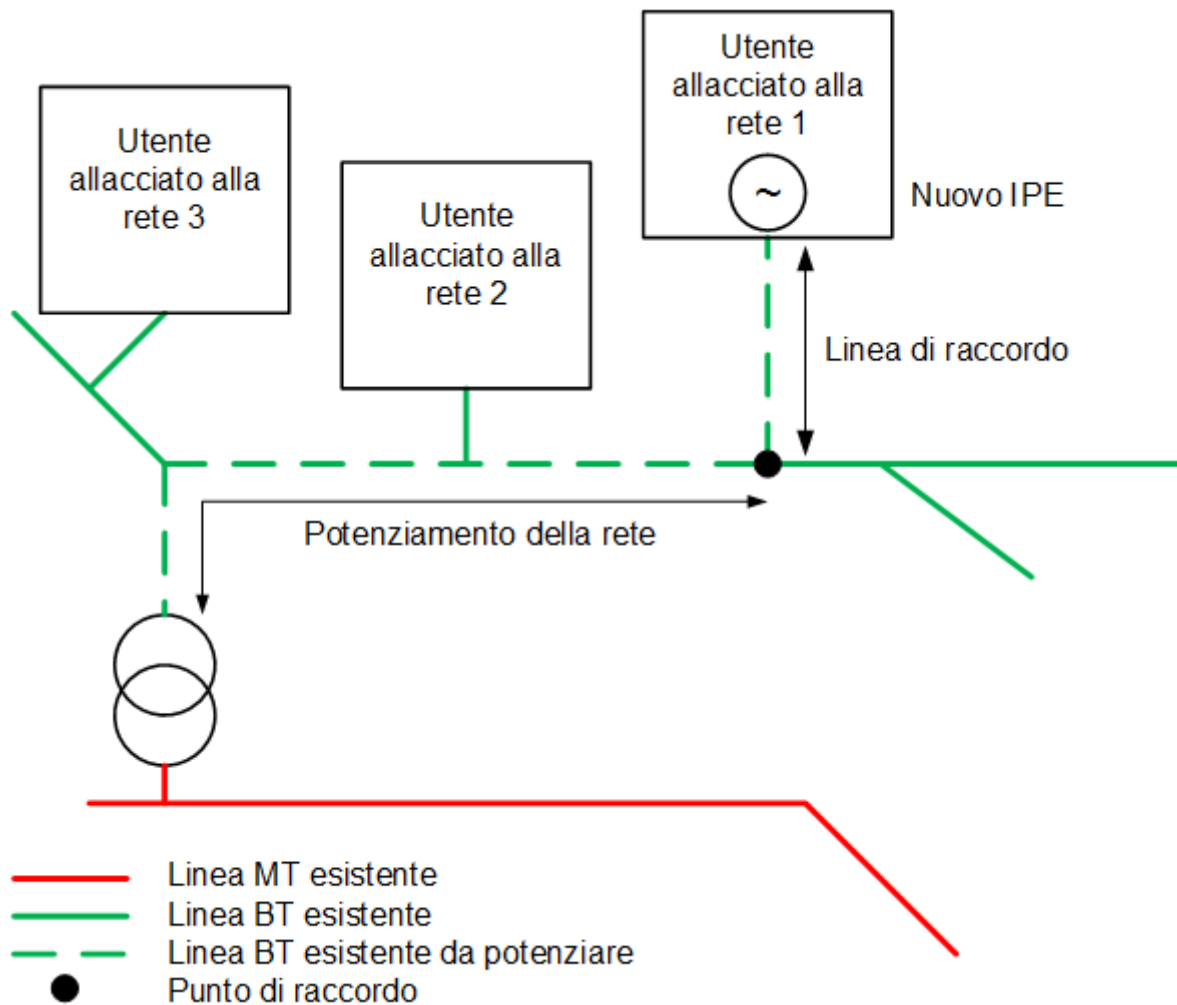 Utente
allacciato alla
rete 1
~
Nuovo IPE
Utente
allacciato alla
rete 3
Utente
allacciato alla
rete 2
Linea di raccordo
Potenziamento della rete
Linea MT esistente
Linea BT esistente
Linea BT esistente da potenziare
Punto di raccordo